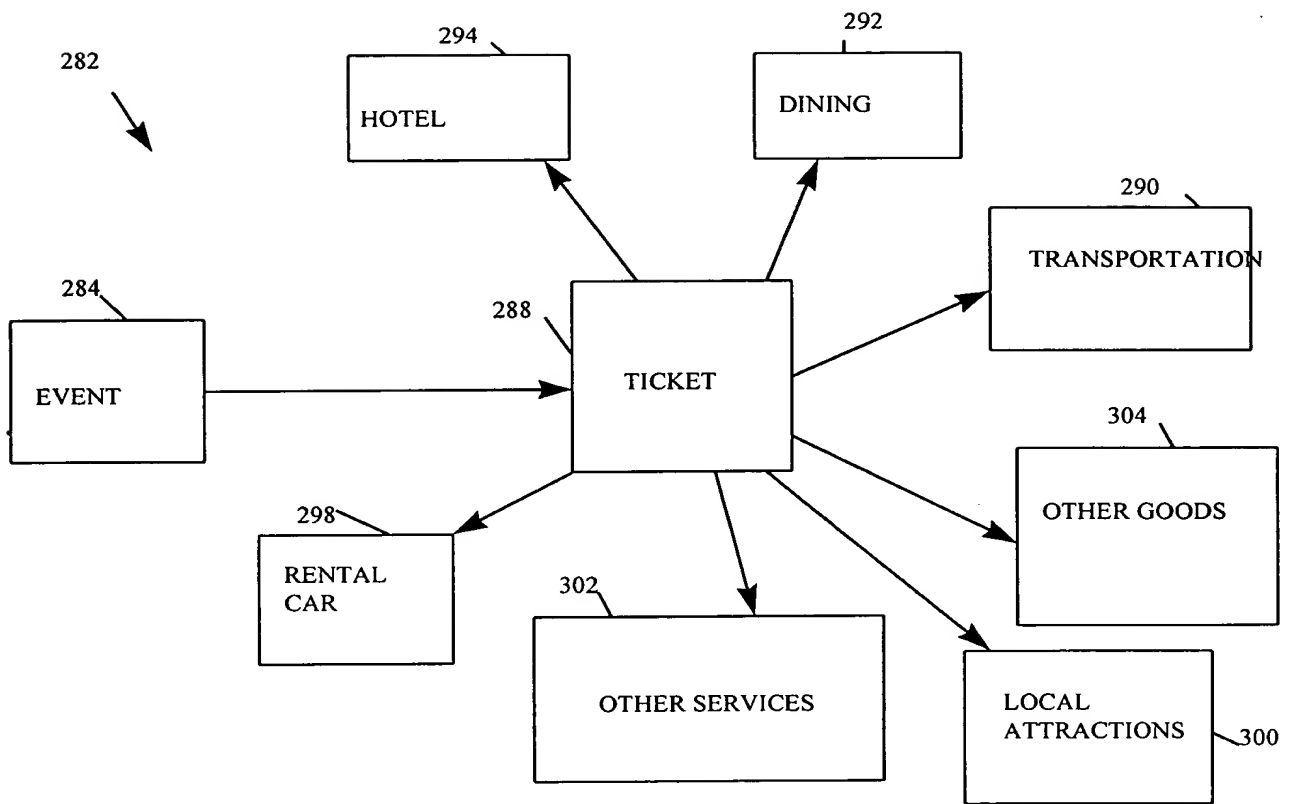 294
292
282
HOTEL
DINING
290
TRANSPORTATION
284
288
EVENT
TICKET
304
OTHER GOODS
298
RENTAL
CAR
302
OTHER SERVICES
LOCAL
ATTRACTIONS
300